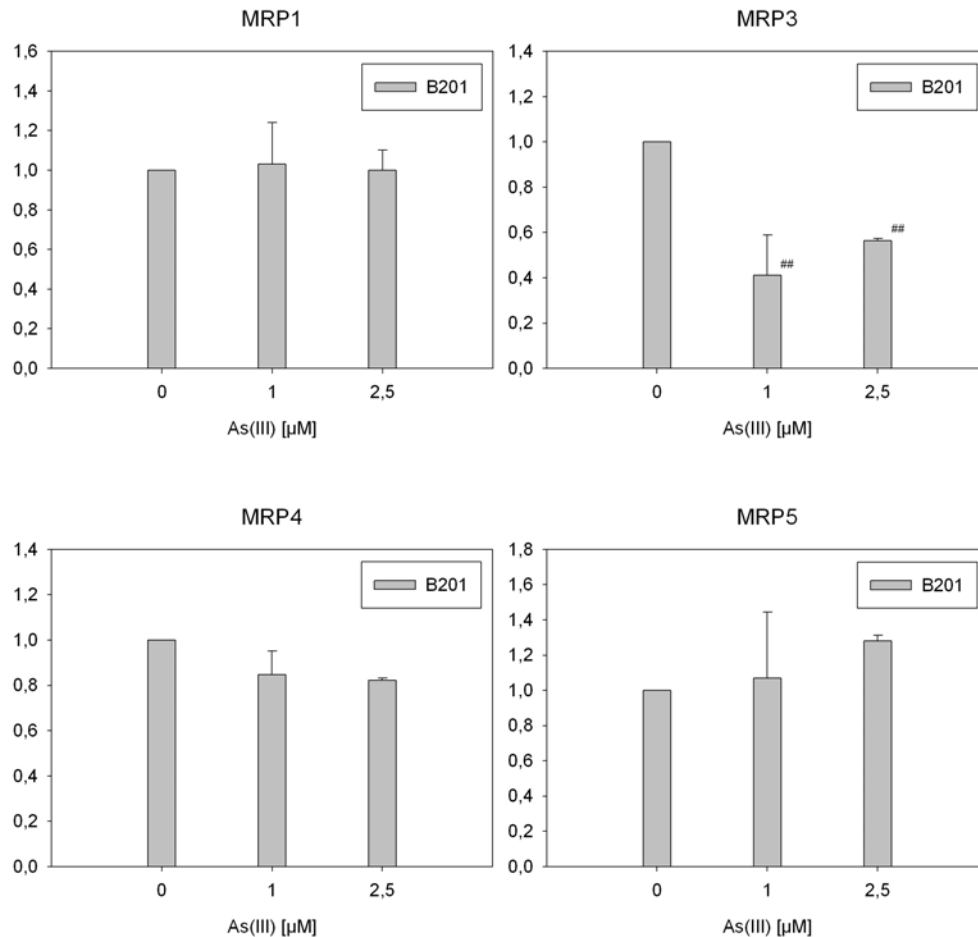 MRP1
1,6
1,4
1,2
1,0
0,8
0,6
0,4
0,2
0,0
B201
0 1 2,5
As(III) [µM]
MRP3
1,4
1,2
1,0
0,8
0,6
0,4
0,2
0,0
B201
##
##
0 1 2,5
As(III) [µM]
MRP4
1,4
1,2
1,0
0,8
0,6
0,4
0,2
0,0
B201
0 1 2,5
As(III) [µM]
MRP5
1,8
1,6
1,4
1,2
1,0
0,8
0,6
0,4
0,2
0,0
B201
0 1 2,5
As(III) [µM]